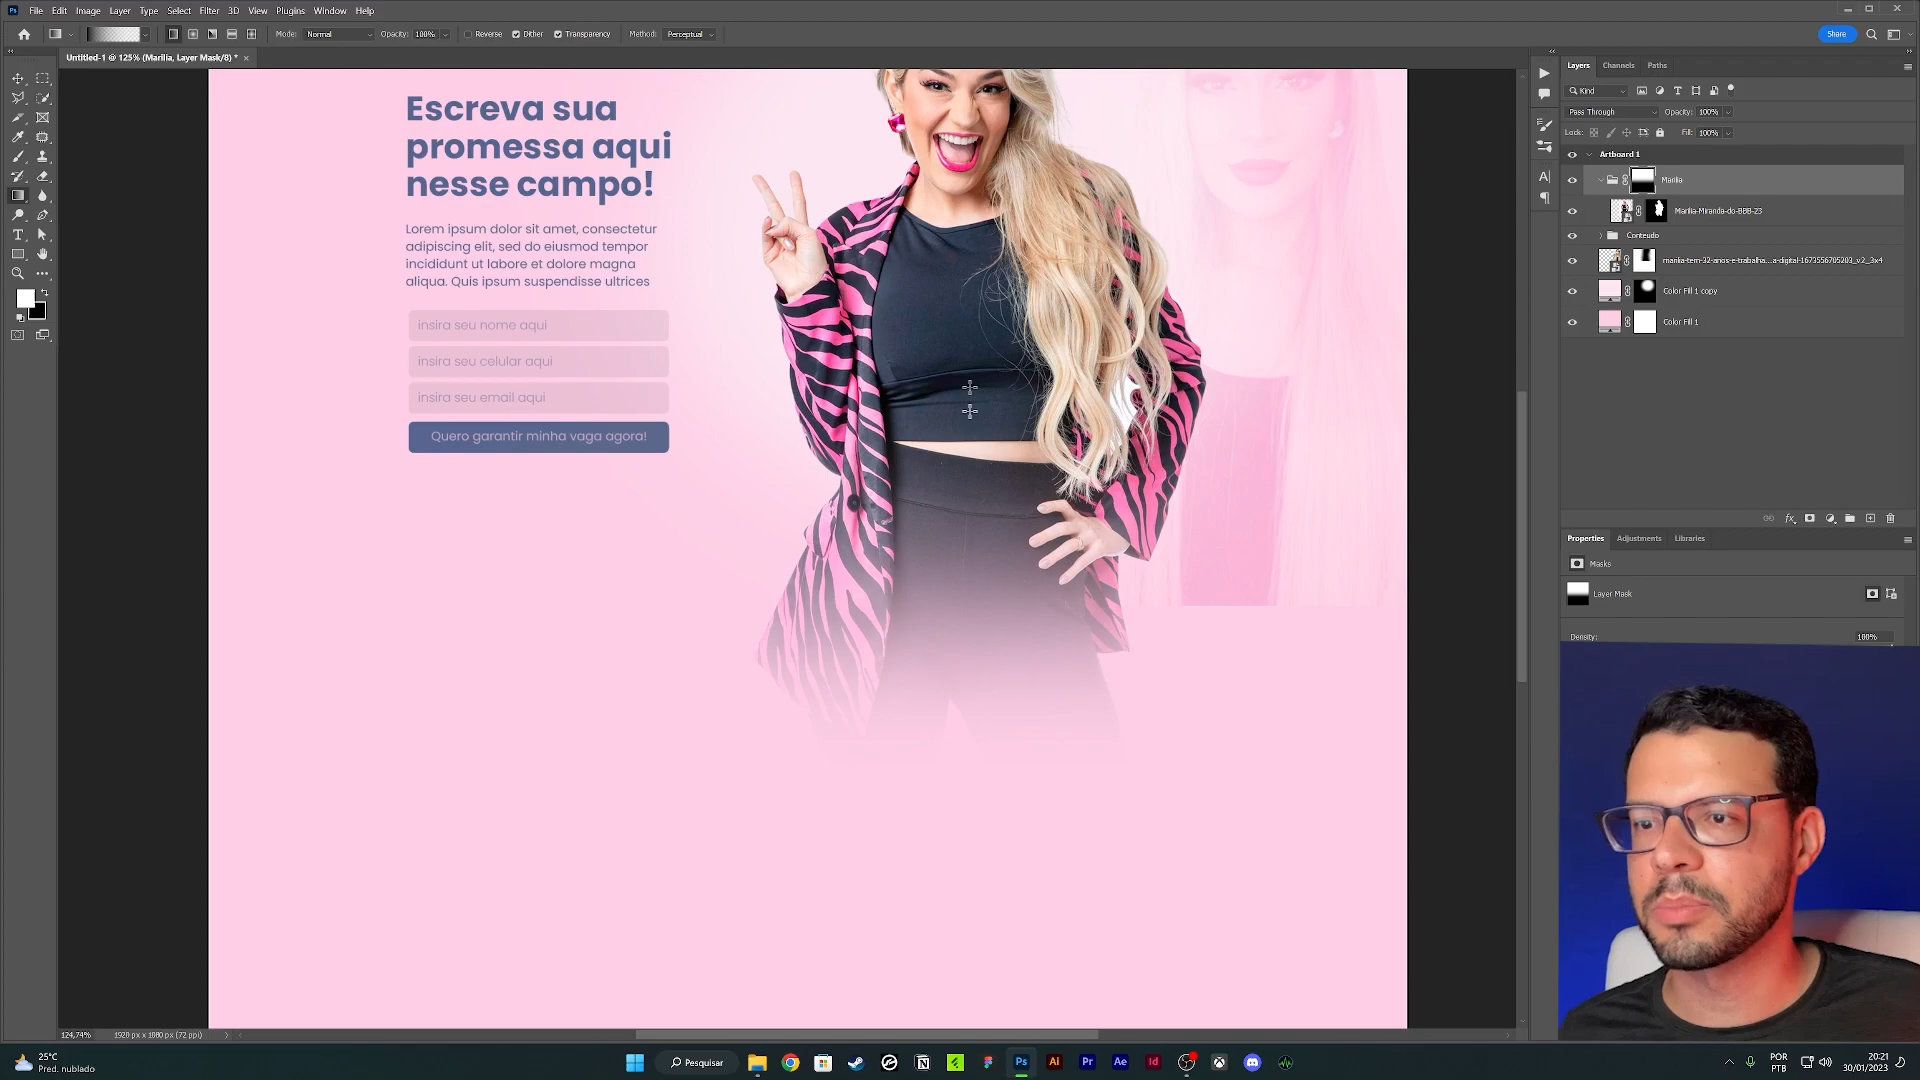 File Edit Image Layer Type Select Filter 3D View Plugins Window Help
Mode: Normal Opacity: 100% Reverse Dither Transparency Method: Perceptual Share
Untitled-1 @ 125% (Marilia, Layer Mask/8) *
Escreva sua
promessa aqui
nesse campo!
Lorem ipsum dolor sit amet, consectetur
adipiscing elit, sed do eiusmod tempor
incididunt ut labore et dolore magna
aliqua. Quis ipsum suspendisse ultrices
insira seu nome aqui
insira seu celular aqui
insira seu email aqui
Quero garantir minha vaga agora!
Layers Channels Paths
Kind
Pass Through Opacity: 100%
Lock: Fill: 100%
Artboard 1
Marilia
Marilia-Miranda-do-BBB-23
Conteudo
marilia-tem-32-anos-e-trabalha...a-digital-1673556705203_v2_3x4
Color Fill 1 copy
Color Fill 1
Properties Adjustments Libraries
Masks
Layer Mask
Density: 100%
124,74% 1920 px x 1080 px (72 ppi)
25°C
Pred. nublado
Pesquisar
Ps Ai Pr Ae Id
POR
PTB
20:21
30/01/2023